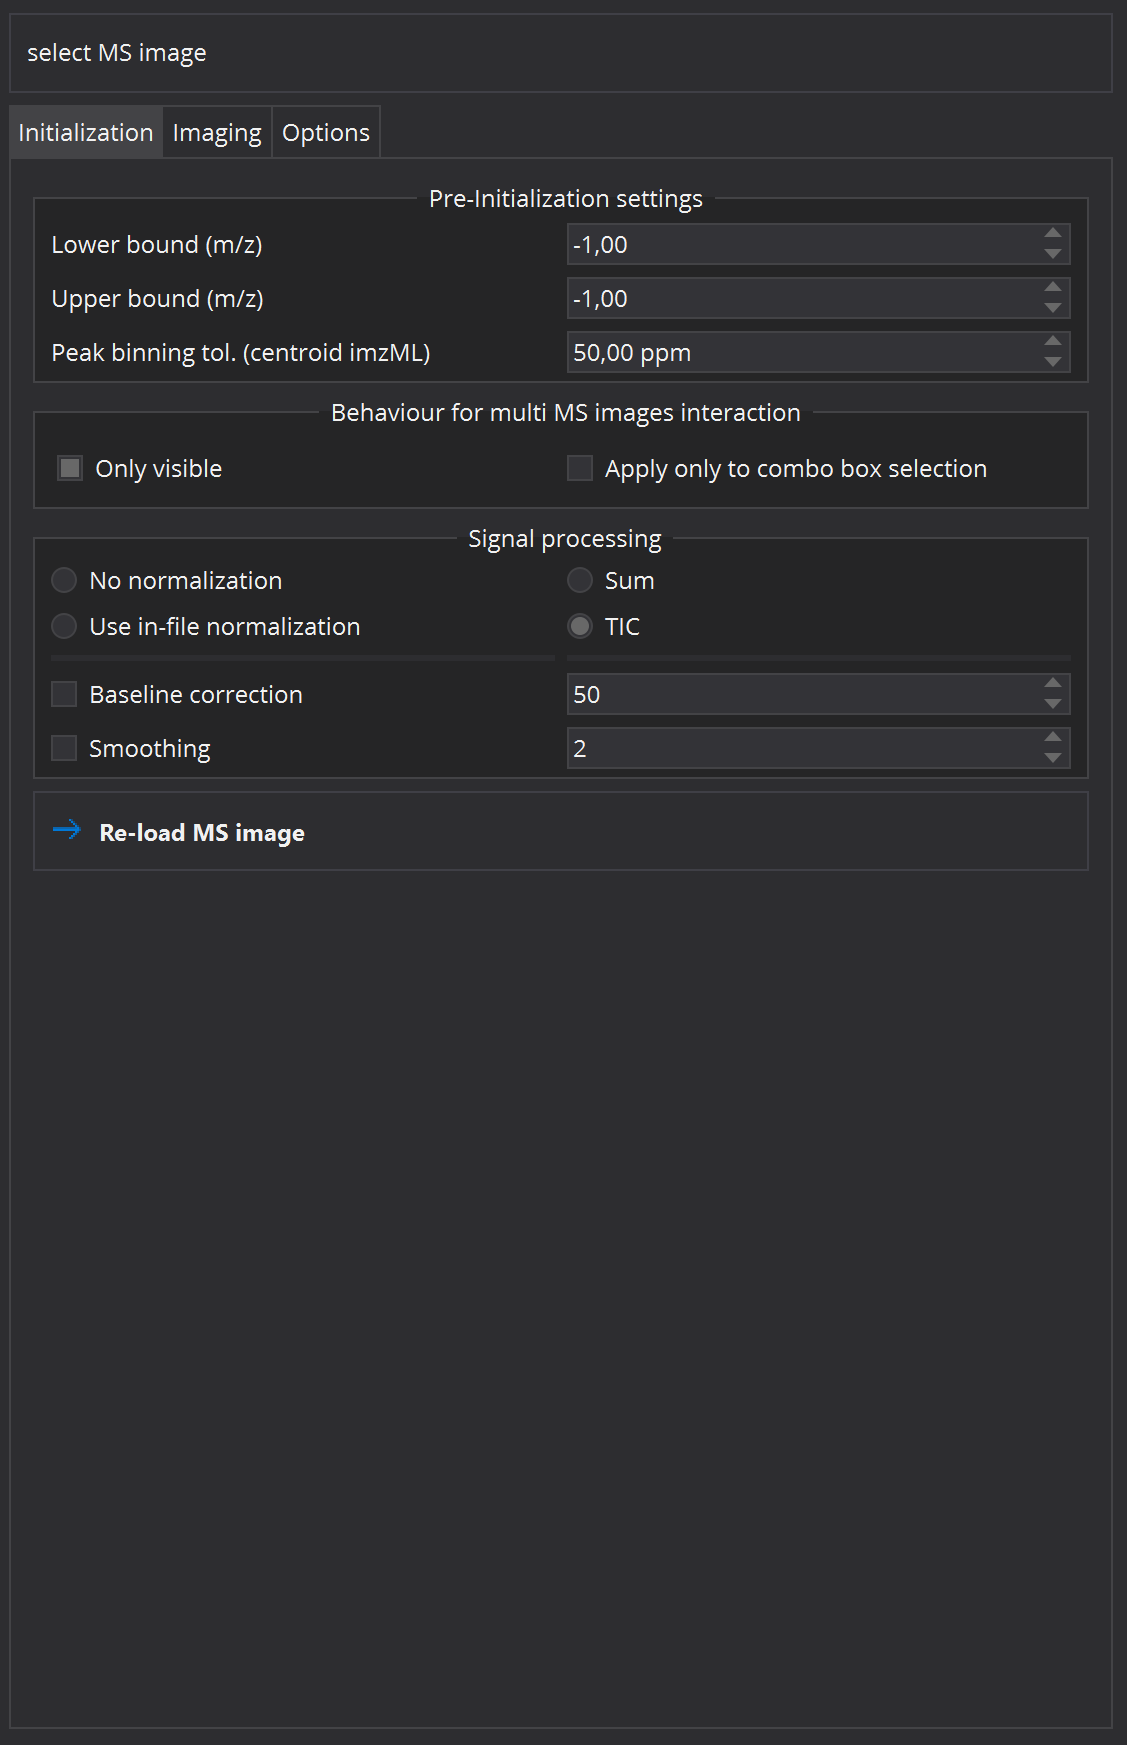 select MS image
Initialization Imaging Options
Pre-Initialization settings
Lower bound (m/z) -1,00
Upper bound (m/z) -1,00
Peak binning tol. (centroid imzML) 50,00 ppm
Behaviour for multi MS images interaction
Only visible Apply only to combo box selection
Signal processing
No normalization Sum
Use in-file normalization TIC
Baseline correction 50
Smoothing 2
Re-load MS image